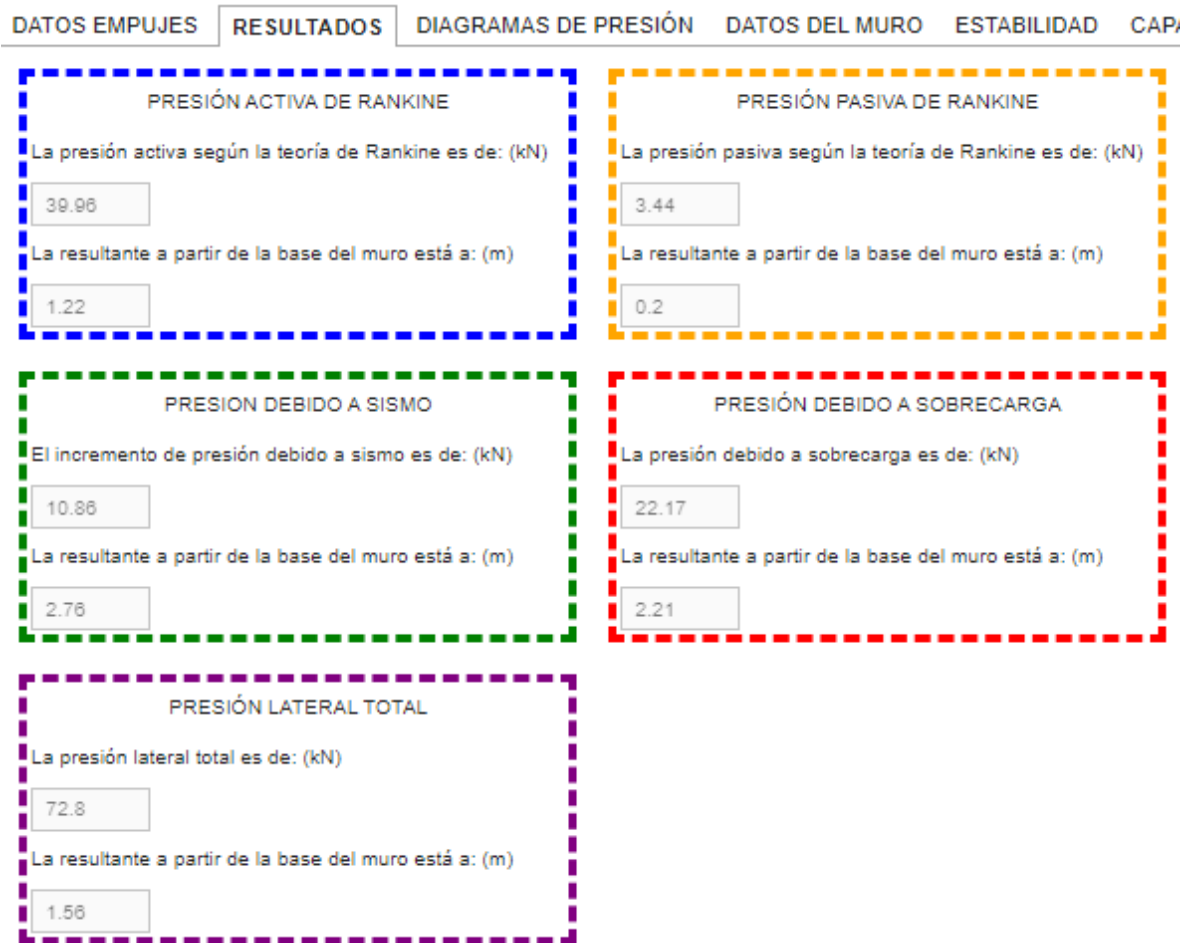 DATOS EMPUJES RESULTADOS DIAGRAMAS DE PRESIÓN DATOS DEL MURO ESTABILIDAD CAPA
PRESIÓN ACTIVA DE RANKINE
La presión activa según la teoría de Rankine es de: (kN)
39.96
La resultante a partir de la base del muro está a: (m)
1.22
PRESIÓN PASIVA DE RANKINE
La presión pasiva según la teoría de Rankine es de: (kN)
3.44
La resultante a partir de la base del muro está a: (m)
0.2
PRESION DEBIDO A SISMO
El incremento de presión debido a sismo es de: (kN)
10.86
La resultante a partir de la base del muro está a: (m)
2.76
PRESIÓN DEBIDO A SOBRECARGA
La presión debido a sobrecarga es de: (kN)
22.17
La resultante a partir de la base del muro está a: (m)
2.21
PRESIÓN LATERAL TOTAL
La presión lateral total es de: (kN)
72.8
La resultante a partir de la base del muro está a: (m)
1.56